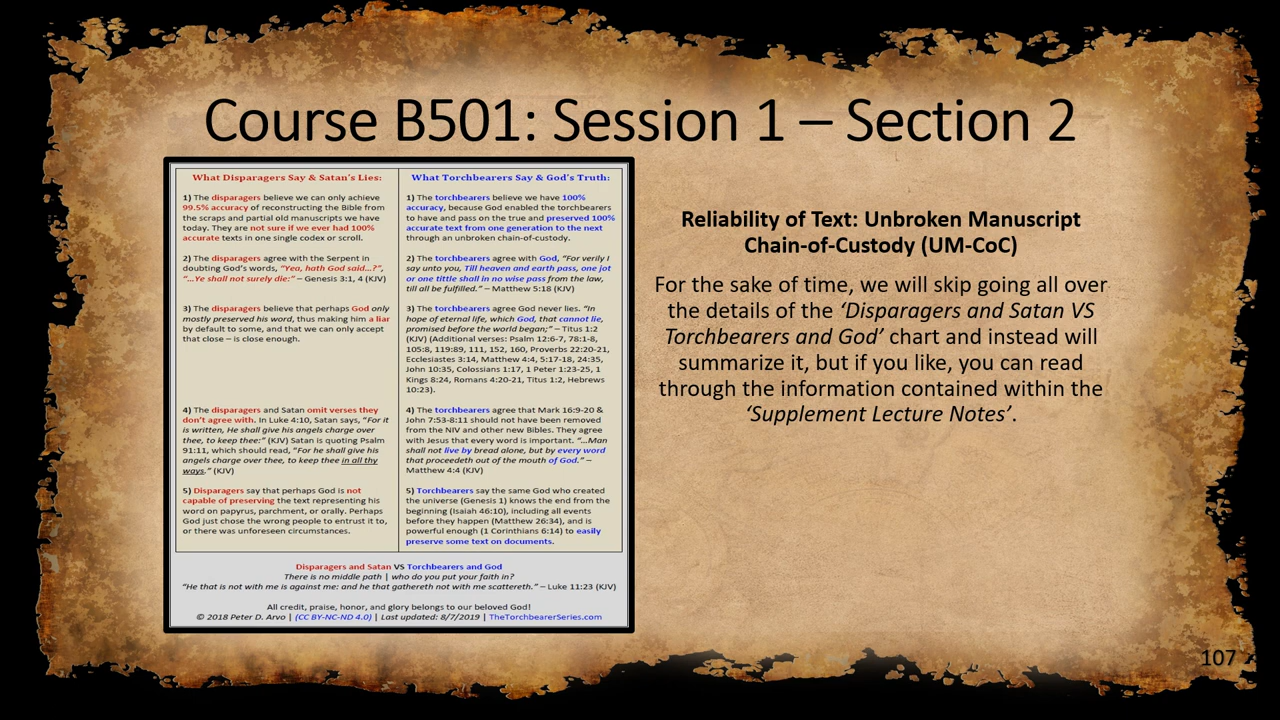 Course B501: Session 1 – Section 2
What Disparagers Say & Satan's Lies:
1) The disparagers believe we can only achieve
99.5% accuracy of reconstructing the Bible from
the scraps and partial old manuscripts we have
today. They are not sure if we ever had 100%
accurate texts in one single codex or scroll.
2) The disparagers agree with the Serpent in
doubting God's words, "Yea, hath God said…?",
"…Ye shall not surely die:" – Genesis 3:1, 4 (KJV)
3) The disparagers believe that perhaps God only
mostly preserved his word, thus making him a liar
by default to some, and that we can only accept
that close – is close enough.
4) The disparagers and Satan omit verses they
don't agree with. In Luke 4:10, Satan says, "For it
is written, He shall give his angels charge over
thee, to keep thee:" (KJV) Satan is quoting Psalm
91:11, which should read, "For he shall give his
angels charge over thee, to keep thee in all thy
ways." (KJV)
5) Disparagers say that perhaps God is not
capable of preserving the text representing his
word on papyrus, parchment, or orally. Perhaps
God just chose the wrong people to entrust it to,
or there was unforeseen circumstances.
What Torchbearers Say & God's Truth:
1) The torchbearers believe we have 100%
accuracy, because God enabled the torchbearers
to have and pass on the true and preserved 100%
accurate text from one generation to the next
through an unbroken chain-of-custody.
2) The torchbearers agree with God, "For verily I
say unto you, Till heaven and earth pass, one jot
or one tittle shall in no wise pass from the law,
till all be fulfilled." – Matthew 5:18 (KJV)
3) The torchbearers agree God never lies. "In
hope of eternal life, which God, that cannot lie,
promised before the world began;" – Titus 1:2
(KJV) (Additional verses: Psalm 12:6-7, 78:1-8,
105:8, 119:89, 111, 152, 160, Proverbs 22:20-21,
Ecclesiastes 3:14, Matthew 4:4, 5:17-18, 24:35,
John 10:35, Colossians 1:17, 1 Peter 1:23-25, 1
Kings 8:24, Romans 4:20-21, Titus 1:2, Hebrews
10:23).
4) The torchbearers agree that Mark 16:9-20 &
John 7:53-8:11 should not have been removed
from the NIV and other new Bibles. They agree
with Jesus that every word is important. "…Man
shall not live by bread alone, but by every word
that proceedeth out of the mouth of God." –
Matthew 4:4 (KJV)
5) Torchbearers say the same God who created
the universe (Genesis 1) knows the end from the
beginning (Isaiah 46:10), including all events
before they happen (Matthew 26:34), and is
powerful enough (1 Corinthians 6:14) to easily
preserve some text on documents.
Disparagers and Satan VS Torchbearers and God
There is no middle path | who do you put your faith in?
"He that is not with me is against me: and he that gathereth not with me scattereth." – Luke 11:23 (KJV)
All credit, praise, honor, and glory belongs to our beloved God!
© 2018 Peter D. Arvo | (CC BY-NC-ND 4.0) | Last updated: 8/7/2019 | TheTorchbearerSeries.com
Reliability of Text: Unbroken Manuscript
Chain-of-Custody (UM-CoC)
For the sake of time, we will skip going all over
the details of the 'Disparagers and Satan VS
Torchbearers and God' chart and instead will
summarize it, but if you like, you can read
through the information contained within the
'Supplement Lecture Notes'.
107